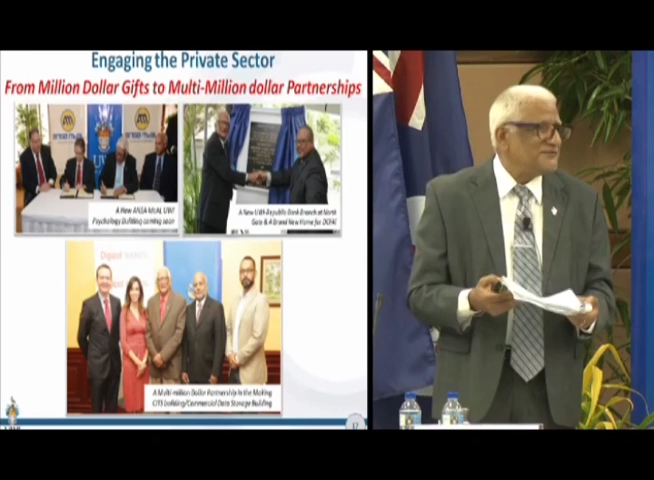 Engaging the Private Sector
From Million Dollar Gifts to Multi-Million dollar Partnerships
A New ANSA McAL UWI
Psychology Building coming soon
A New UWI-Republic Bank Branch at North
Gate & A Brand New Home for
Digicel
A Multi-million Dollar Partnership in the Making
CITS building/Commercial Data Storage Building